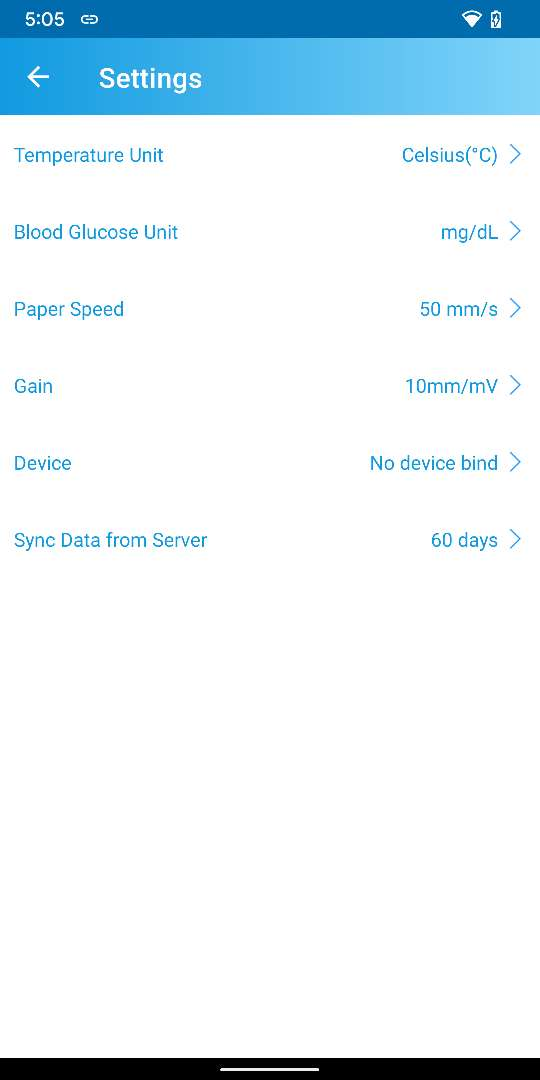 5:05
Settings
Temperature Unit Celsius(°C)
Blood Glucose Unit mg/dL
Paper Speed 50 mm/s
Gain 10mm/mV
Device No device bind
Sync Data from Server 60 days